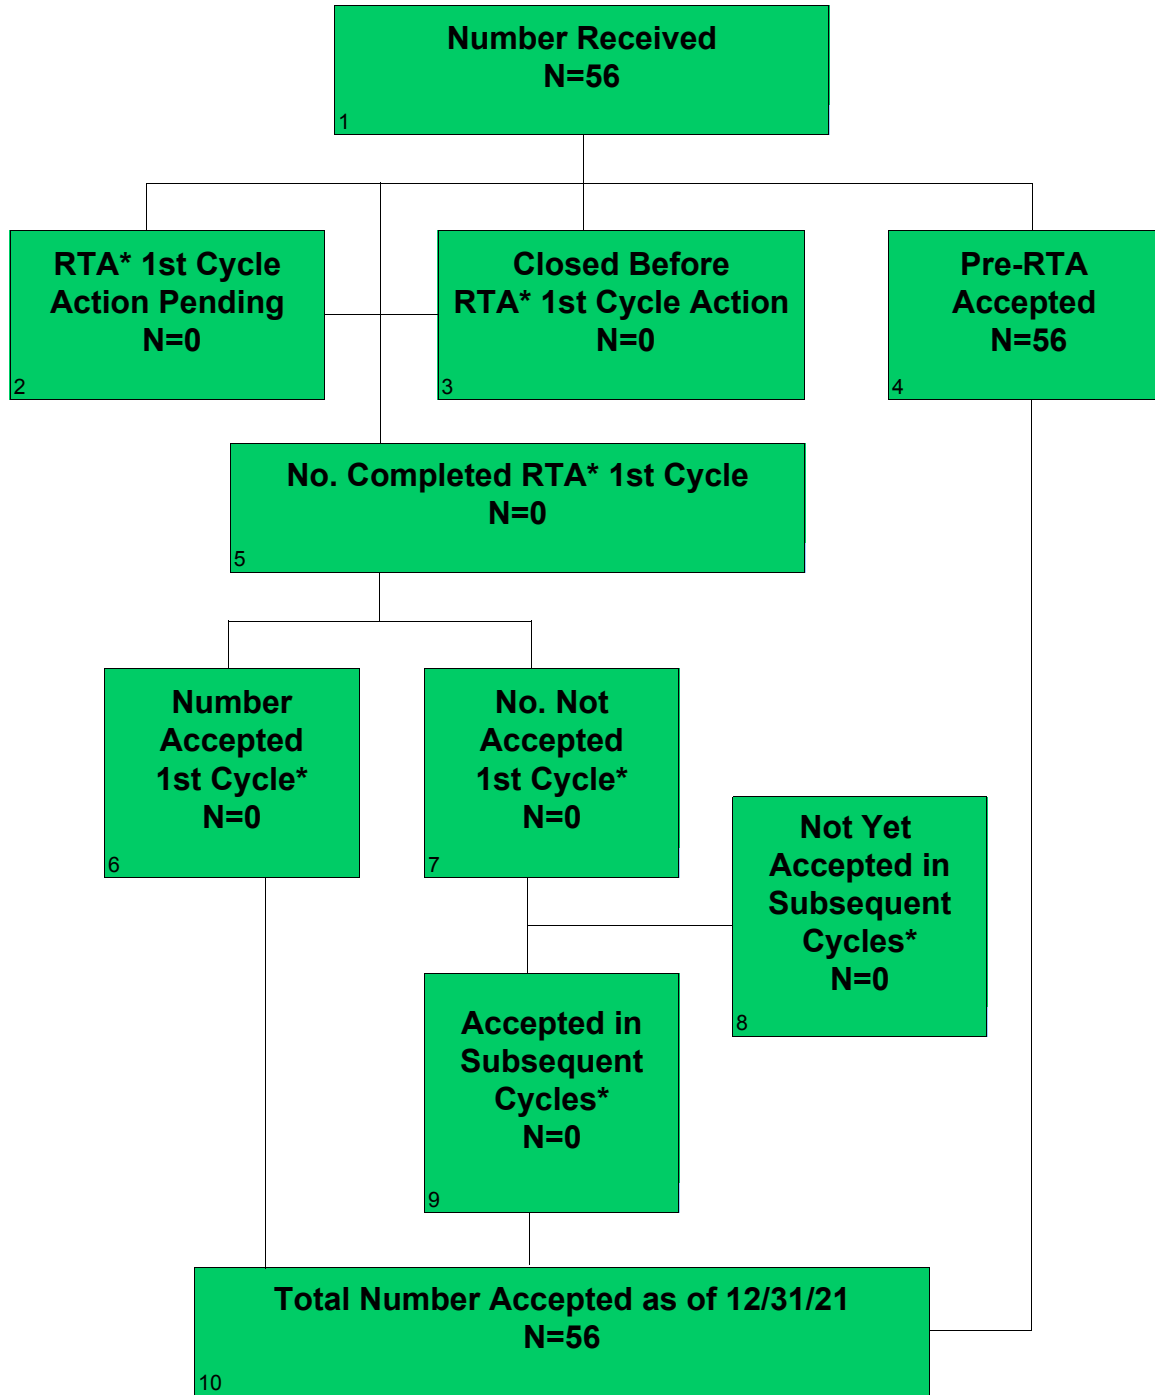 Number Received
N=56
1
RTA* 1st Cycle
Action Pending
N=0
2
Closed Before
RTA* 1st Cycle Action
N=0
3
Pre-RTA
Accepted
N=56
4
No. Completed RTA* 1st Cycle
N=0
5
Number
Accepted
1st Cycle*
N=0
6
No. Not
Accepted
1st Cycle*
N=0
7
Not Yet
Accepted in
Subsequent
Cycles*
N=0
8
Accepted in
Subsequent
Cycles*
N=0
9
Total Number Accepted as of 12/31/21
N=56
10